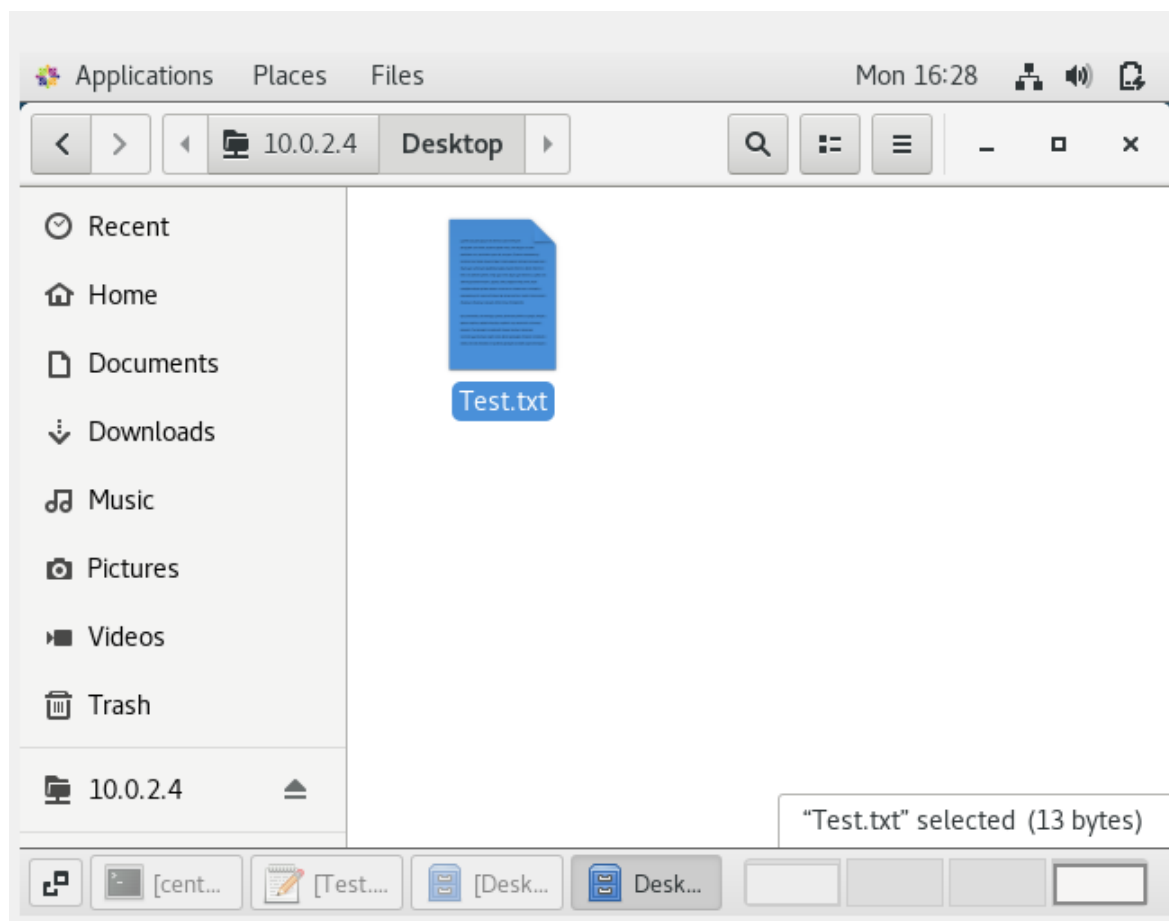 Applications Places Files Mon 16:28
10.0.2.4 Desktop
Recent
Home
Documents
Downloads
Music
Pictures
Videos
Trash
10.0.2.4
Test.txt
“Test.txt” selected (13 bytes)
[cent... [Test.... [Desk... Desk...